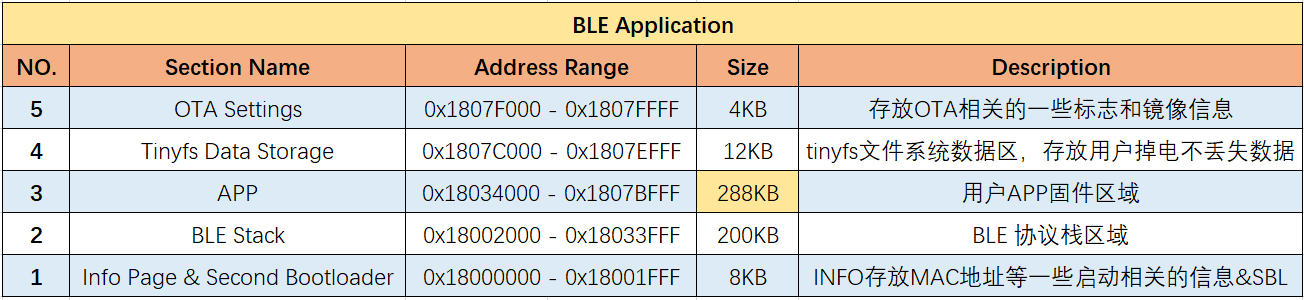 BLE Application
NO. Section Name Address Range Size Description
5 OTA Settings 0x1807F000 - 0x1807FFFF 4KB 存放OTA相关的一些标志和镜像信息
4 Tinyfs Data Storage 0x1807C000 - 0x1807EFFF 12KB tinyfs文件系统数据区，存放用户掉电不丢失数据
3 APP 0x18034000 - 0x1807BFFF 288KB 用户APP固件区域
2 BLE Stack 0x18002000 - 0x18033FFF 200KB BLE 协议栈区域
1 Info Page & Second Bootloader 0x18000000 - 0x18001FFF 8KB INFO存放MAC地址等一些启动相关的信息&SBL